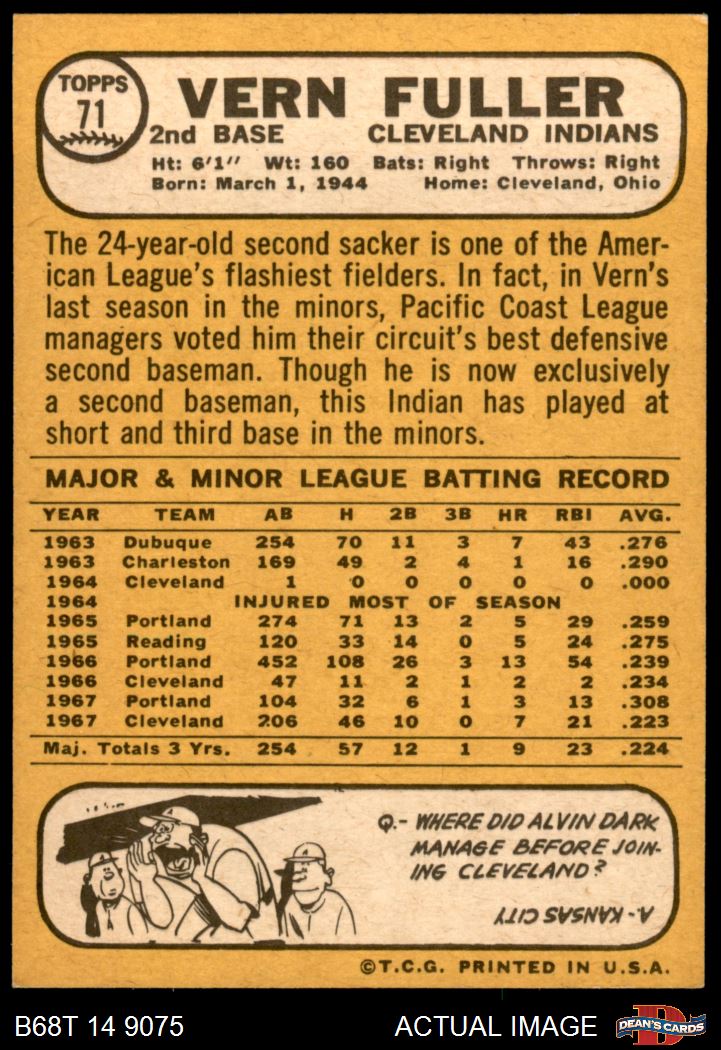 TOPPS
71
VERN FULLER
2nd BASE CLEVELAND INDIANS
Ht: 6'1" Wt: 160 Bats: Right Throws: Right
Born: March 1, 1944 Home: Cleveland, Ohio
The 24-year-old second sacker is one of the Amer-
ican League's flashiest fielders. In fact, in Vern's
last season in the minors, Pacific Coast League
managers voted him their circuit's best defensive
second baseman. Though he is now exclusively
a second baseman, this Indian has played at
short and third base in the minors.
MAJOR & MINOR LEAGUE BATTING RECORD
YEAR TEAM AB H 2B 3B HR RBI AVG.
1963 Dubuque 254 70 11 3 7 43 .276
1963 Charleston 169 49 2 4 1 16 .290
1964 Cleveland 1 0 0 0 0 0 .000
1964 INJURED MOST OF SEASON
1965 Portland 274 71 13 2 5 29 .259
1965 Reading 120 33 14 0 5 24 .275
1966 Portland 452 108 26 3 13 54 .239
1966 Cleveland 47 11 2 1 2 2 .234
1967 Portland 104 32 6 1 3 13 .308
1967 Cleveland 206 46 10 0 7 21 .223
Maj. Totals 3 Yrs. 254 57 12 1 9 23 .224
Q.- WHERE DID ALVIN DARK
MANAGE BEFORE JOIN-
ING CLEVELAND?
A- KANSAS CITY
©T.C.G. PRINTED IN U.S.A.
B68T 14 9075 ACTUAL IMAGE
D
DEAN'S CARDS